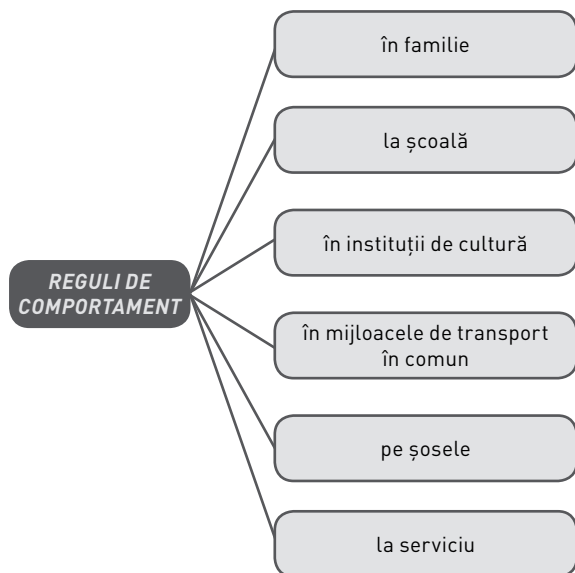 în familie
la școală
în instituții de cultură
REGULI DE
COMPORTAMENT
în mijloacele de transport
în comun
pe șosele
la serviciu